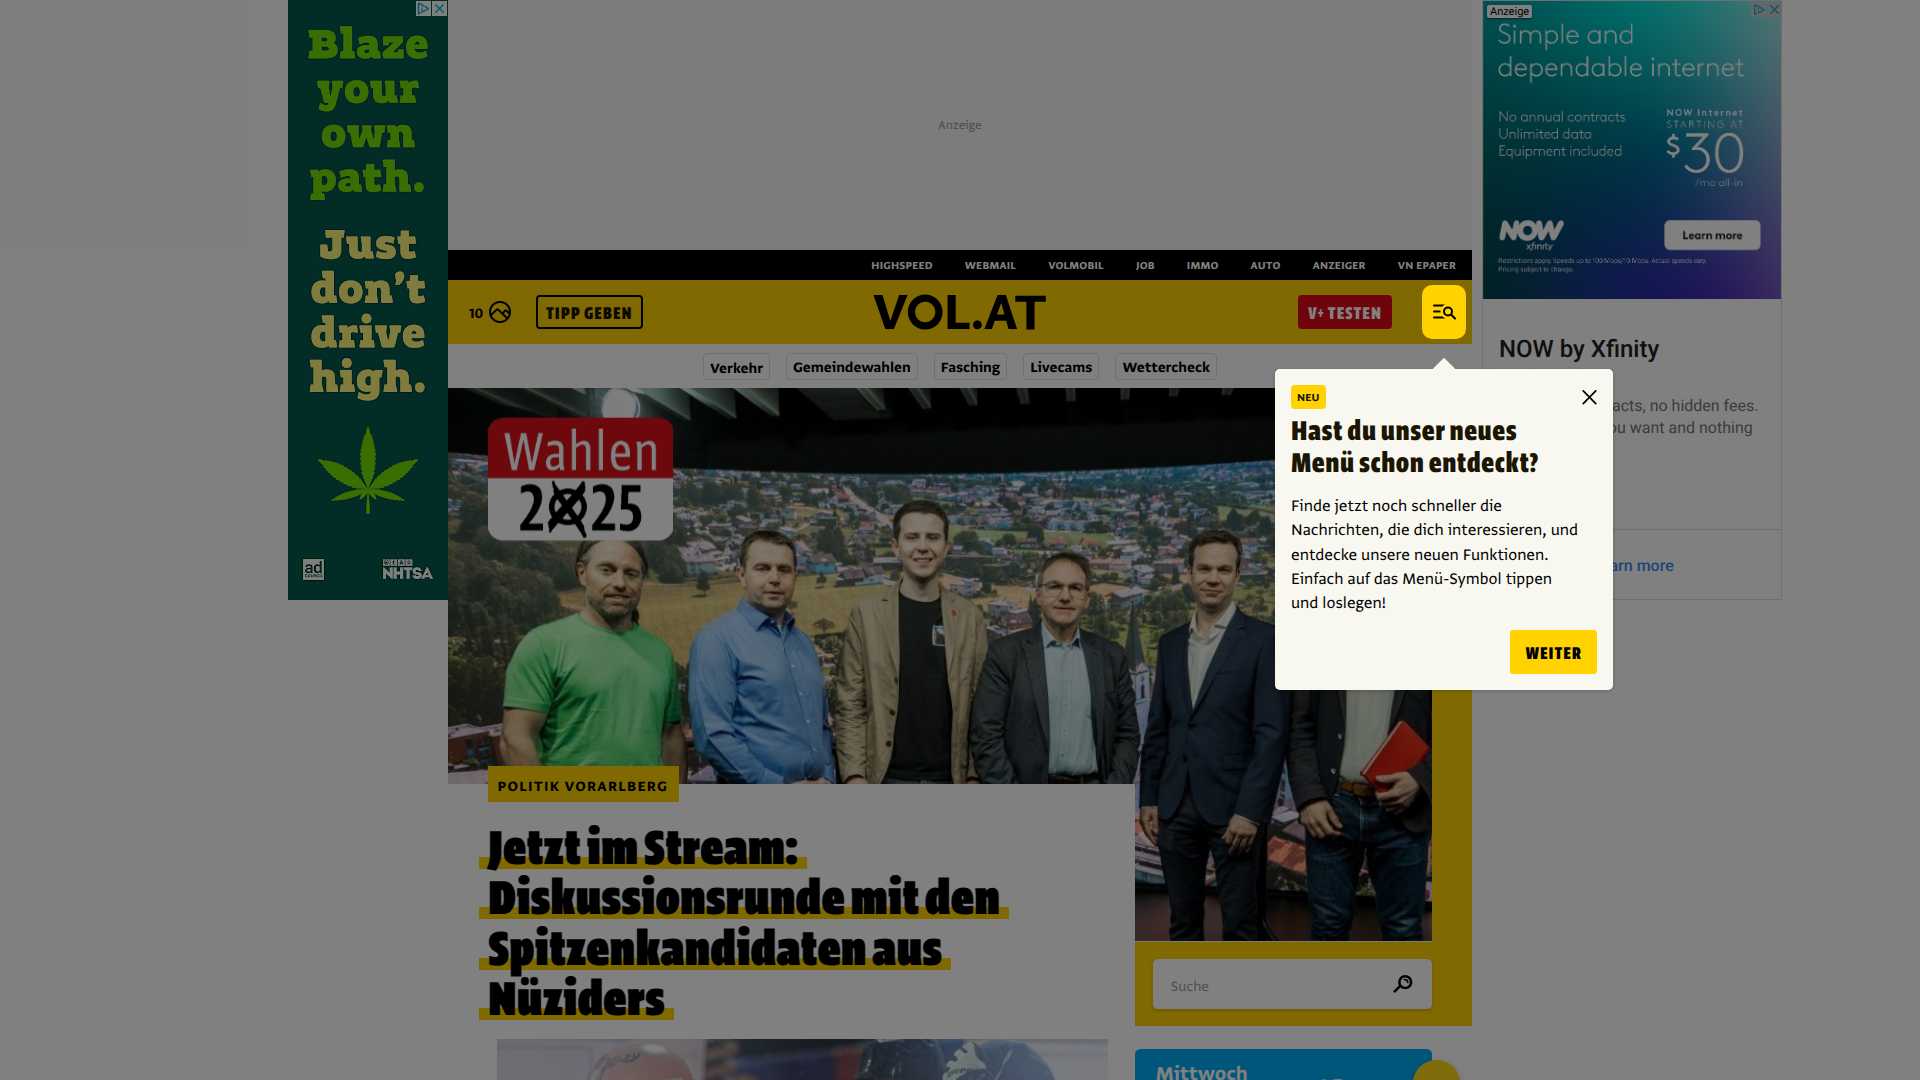 Blaze
your
own
path.
Just
don't
drive
high.
ad
NHTSA
Anzeige
Anzeige
Simple and
dependable internet
No annual contracts
Unlimited data
Equipment included
NOW Internet
STARTING AT
$30
/mo all-in
NOW
xfinity
Learn more
Restrictions apply. Speeds up to 100 Mbps/10 Mbps. Actual speeds vary.
Pricing subject to change.
NOW by Xfinity
acts, no hidden fees.
ou want and nothing
arn more
HIGHSPEED WEBMAIL VOLMOBIL JOB IMMO AUTO ANZEIGER VN EPAPER
10 TIPP GEBEN VOL.AT V+ TESTEN
Verkehr Gemeindewahlen Fasching Livecams Wettercheck
NEU
Hast du unser neues
Menü schon entdeckt?
Finde jetzt noch schneller die
Nachrichten, die dich interessieren, und
entdecke unsere neuen Funktionen.
Einfach auf das Menü-Symbol tippen
und loslegen!
WEITER
Wahlen
2025
POLITIK VORARLBERG
Jetzt im Stream:
Diskussionsrunde mit den
Spitzenkandidaten aus
Nüziders
Suche
Mittwoch